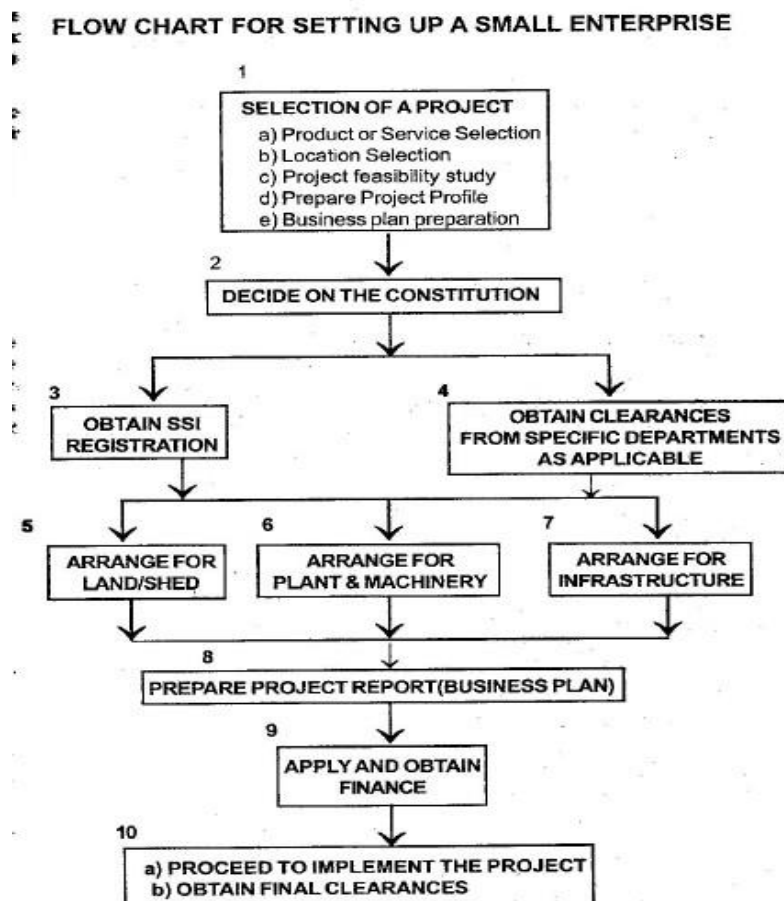 FLOW CHART FOR SETTING UP A SMALL ENTERPRISE
1
SELECTION OF A PROJECT
a) Product or Service Selection
b) Location Selection
c) Project feasibility study
d) Prepare Project Profile
e) Business plan preparation
2
DECIDE ON THE CONSTITUTION
3
OBTAIN SSI
REGISTRATION
4
OBTAIN CLEARANCES
FROM SPECIFIC DEPARTMENTS
AS APPLICABLE
5
ARRANGE FOR
LAND/SHED
6
ARRANGE FOR
PLANT & MACHINERY
7
ARRANGE FOR
INFRASTRUCTURE
8
PREPARE PROJECT REPORT(BUSINESS PLAN)
9
APPLY AND OBTAIN
FINANCE
10
a) PROCEED TO IMPLEMENT THE PROJECT
b) OBTAIN FINAL CLEARANCES